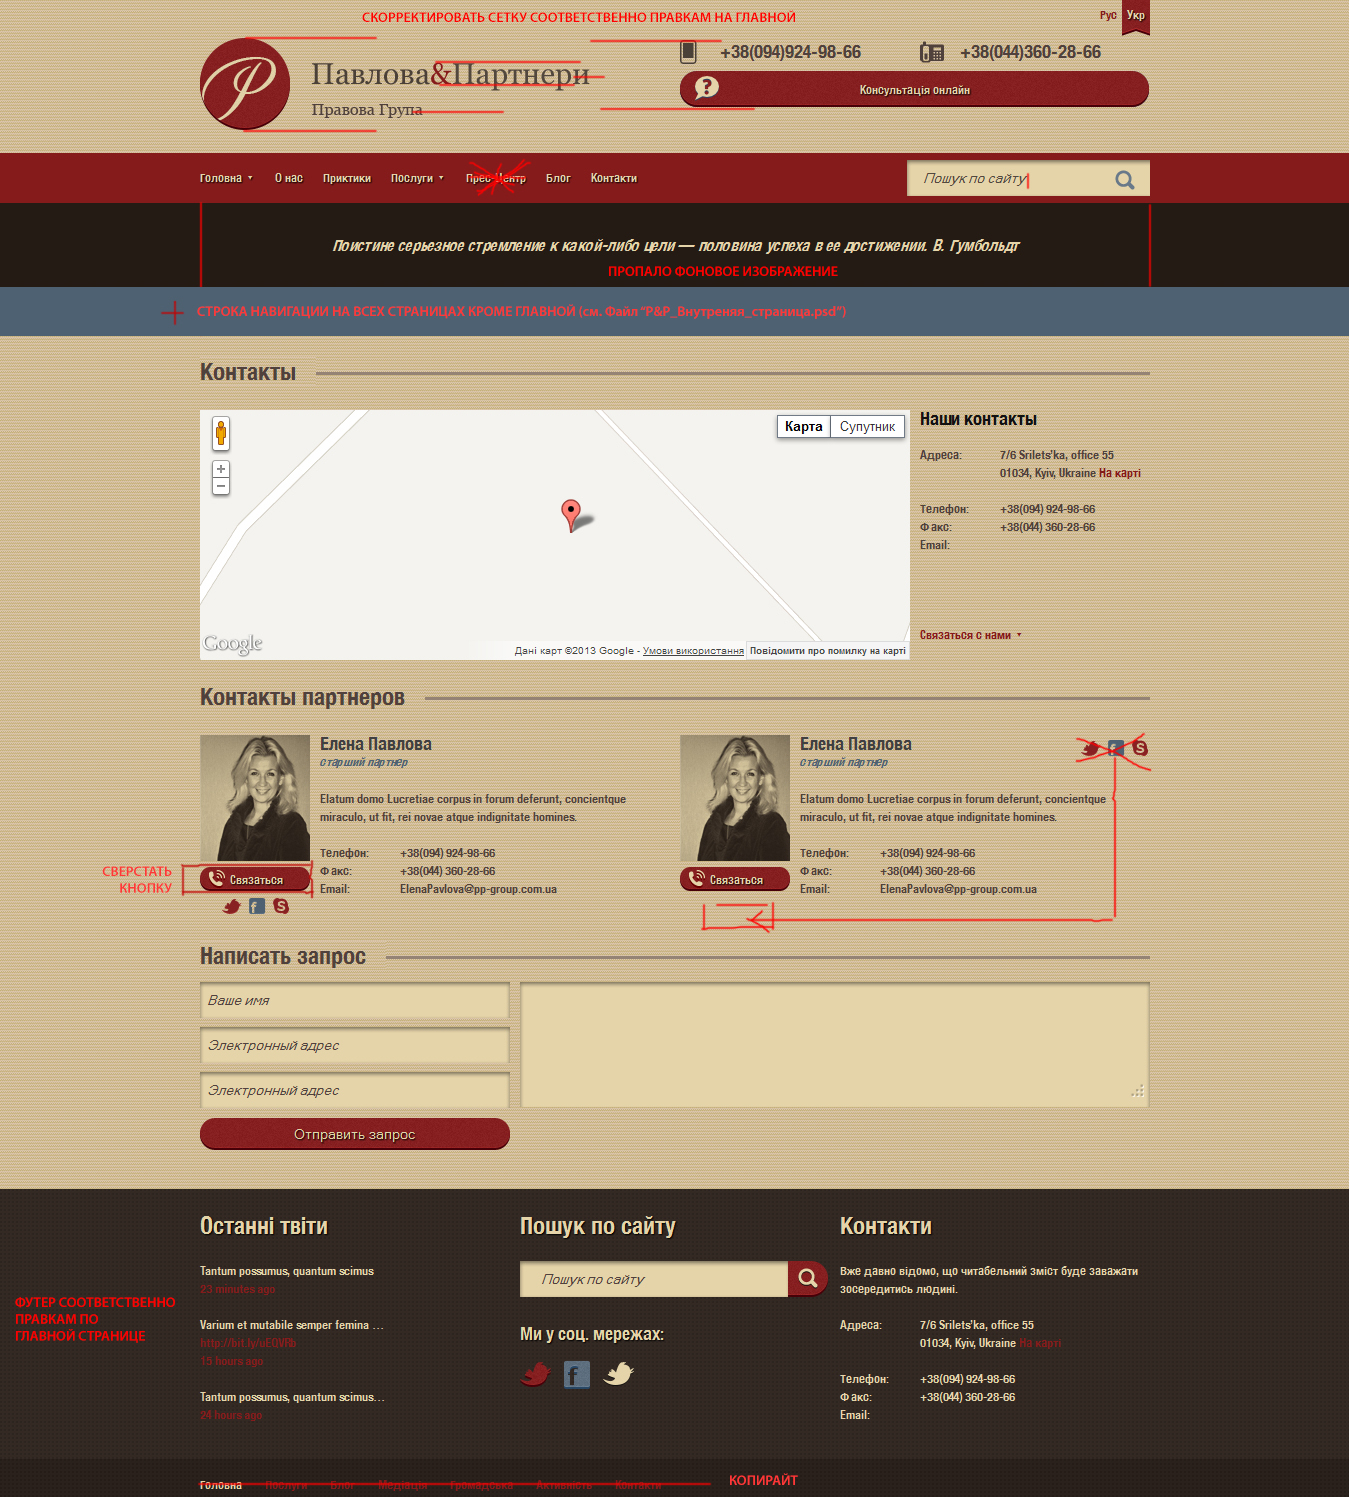 СКОРРЕКТИРОВАТЬ СЕТКУ СООТВЕТСТВЕННО ПРАВКАМ НА ГЛАВНОЙ
Рус Укр
Павлова&Партнери
Правова Група
+38(094)924-98-66 +38(044)360-28-66
Консультація онлайн
Головна О нас Приктики Послуги Прес-Центр Блог Контакти
Пошук по сайту
Поистине серьезное стремление к какой-либо цели — половина успеха в ее достижении. В. Гумбольдт
ПРОПАЛО ФОНОВОЕ ИЗОБРАЖЕНИЕ
СТРОКА НАВИГАЦИИ НА ВСЕХ СТРАНИЦАХ КРОМЕ ГЛАВНОЙ (см. Файл "P&P_Внутреняя_страница.psd")
Контакты
Карта Супутник
Google
Дані карт ©2013 Google - Умови використання Повідомити про помилку на карті
Наши контакты
Адреса: 7/6 Srilets'ka, office 55
01034, Kyiv, Ukraine На карті
Телефон: +38(094) 924-98-66
Факс: +38(044) 360-28-66
Email:
Связаться с нами
Контакты партнеров
Елена Павлова
старший партнер
Elatum domo Lucretiae corpus in forum deferunt, concientque
miraculo, ut fit, rei novae atque indignitate homines.
Телефон: +38(094) 924-98-66
Факс: +38(044) 360-28-66
Email: ElenaPavlova@pp-group.com.ua
СВЕРСТАТЬ
КНОПКУ
Связаться
Елена Павлова
старший партнер
Elatum domo Lucretiae corpus in forum deferunt, concientque
miraculo, ut fit, rei novae atque indignitate homines.
Телефон: +38(094) 924-98-66
Факс: +38(044) 360-28-66
Email: ElenaPavlova@pp-group.com.ua
Связаться
Написать запрос
Ваше имя
Электронный адрес
Электронный адрес
Отправить запрос
ФУТЕР СООТВЕТСТВЕННО
ПРАВКАМ ПО
ГЛАВНОЙ СТРАНИЦЕ
Останні твіти
Tantum possumus, quantum scimus
23 minutes ago
Varium et mutabile semper femina ...
http://bit.ly/uEQVRb
15 hours ago
Tantum possumus, quantum scimus...
24 hours ago
Пошук по сайту
Пошук по сайту
Ми у соц. мережах:
Контакти
Вже давно відомо, що читабельний зміст буде заважати
зосередитись людині.
Адреса: 7/6 Srilets'ka, office 55
01034, Kyiv, Ukraine На карті
Телефон: +38(094) 924-98-66
Факс: +38(044) 360-28-66
Email:
Головна Послуги Блог Медіація Громадська Активність Контакти
КОПИРАЙТ